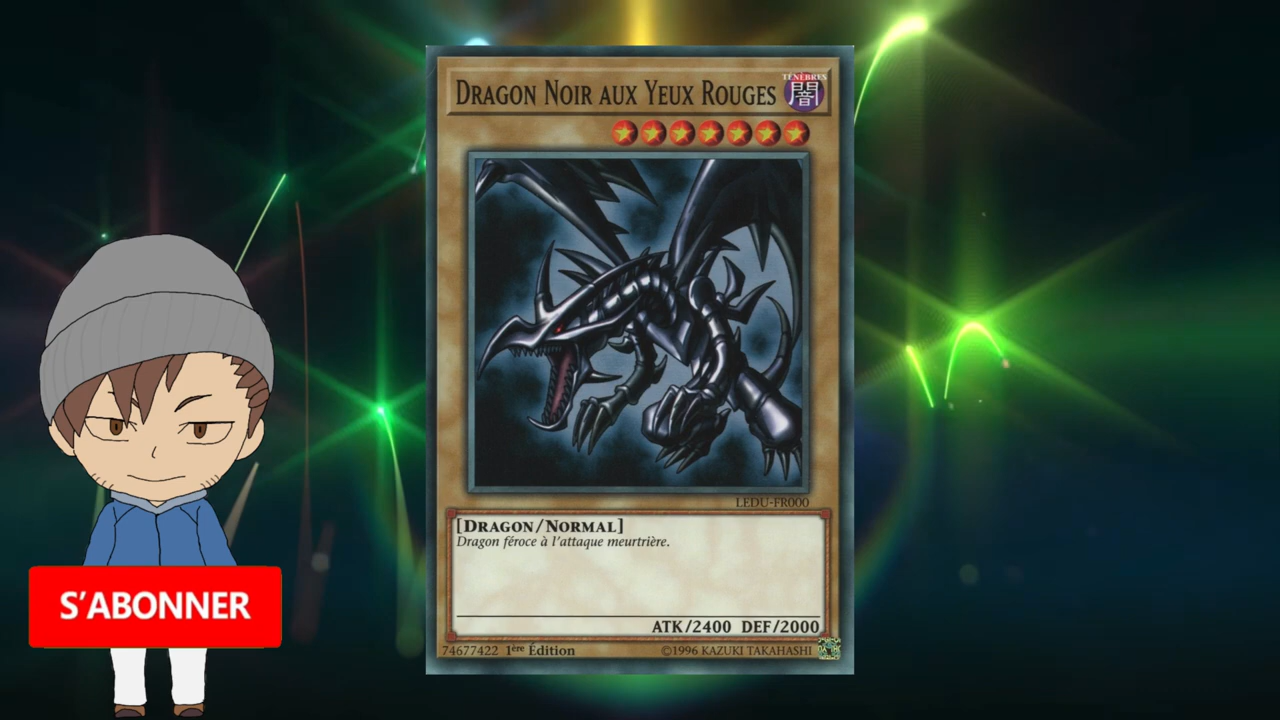 Dragon Noir aux Yeux Rouges
TÉNÈBRES
闇
LEDU-FR000
[Dragon/Normal]
Dragon féroce à l'attaque meurtrière.
ATK/2400 DEF/2000
74677422 1ère Édition
©1996 KAZUKI TAKAHASHI
S'ABONNER